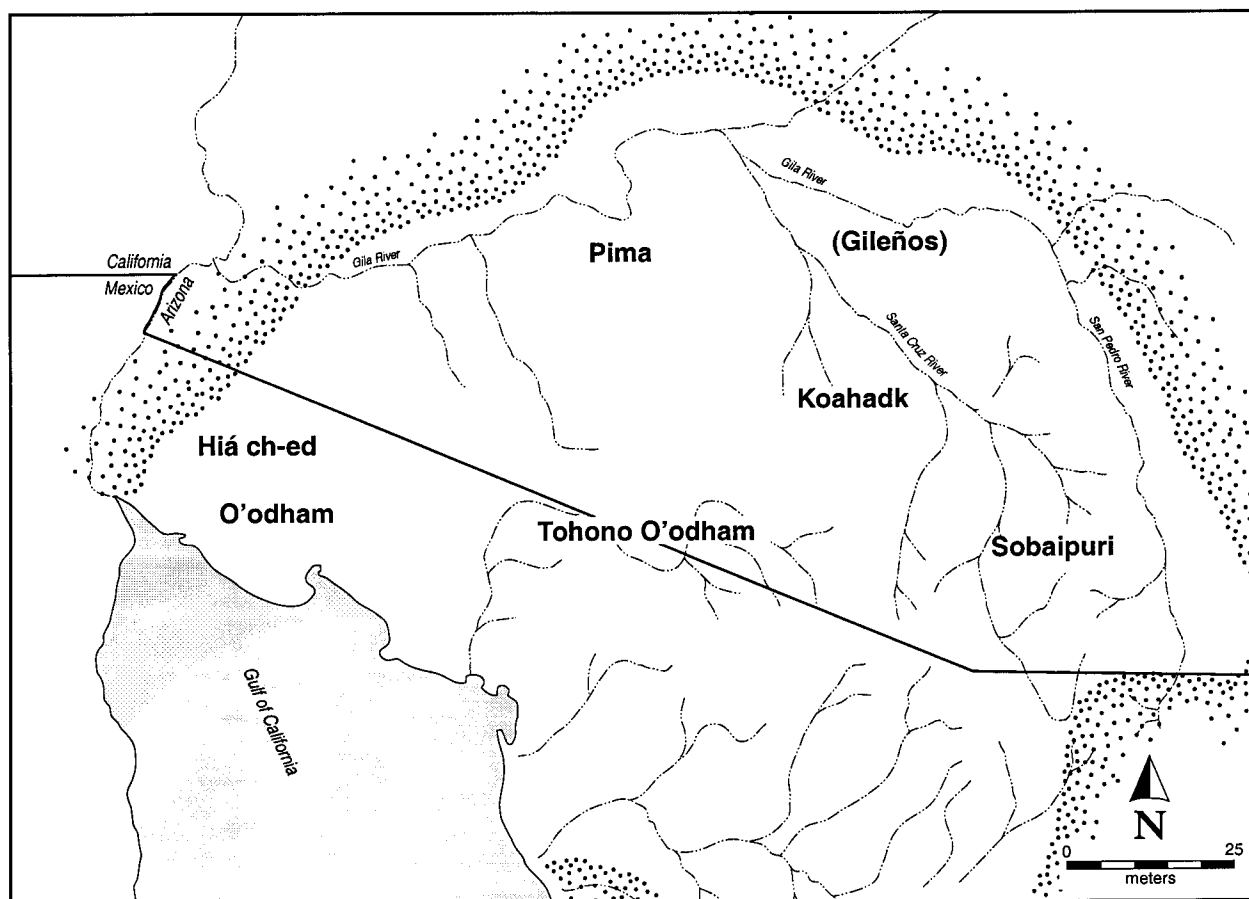 Gila River
Pima
(Gileños)
California
Mexico
Arizona
Gila River
Santa Cruz River
San Pedro River
Koahadk
Hiá ch-ed
O'odham
Tohono O'odham
Sobaipuri
Gulf of California
N
0
25
meters